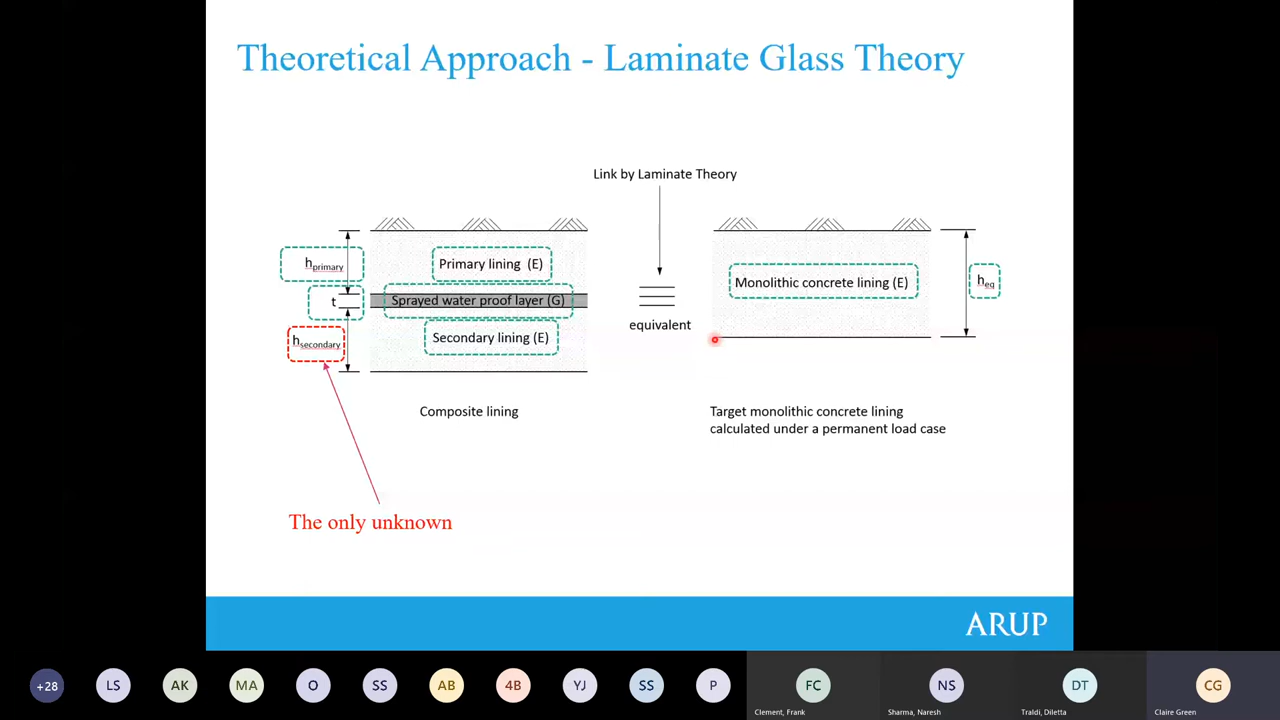 Theoretical Approach - Laminate Glass Theory
Link by Laminate Theory
h_primary
Primary lining (E)
t
Sprayed water proof layer (G)
h_secondary
Secondary lining (E)
equivalent
Monolithic concrete lining (E)
h_eq
Composite lining
Target monolithic concrete lining
calculated under a permanent load case
The only unknown
ARUP
+28
LS
AK
MA
O
SS
AB
4B
YJ
SS
P
FC
Clement, Frank
NS
Sharma, Naresh
DT
Traldi, Diletta
CG
Claire Green